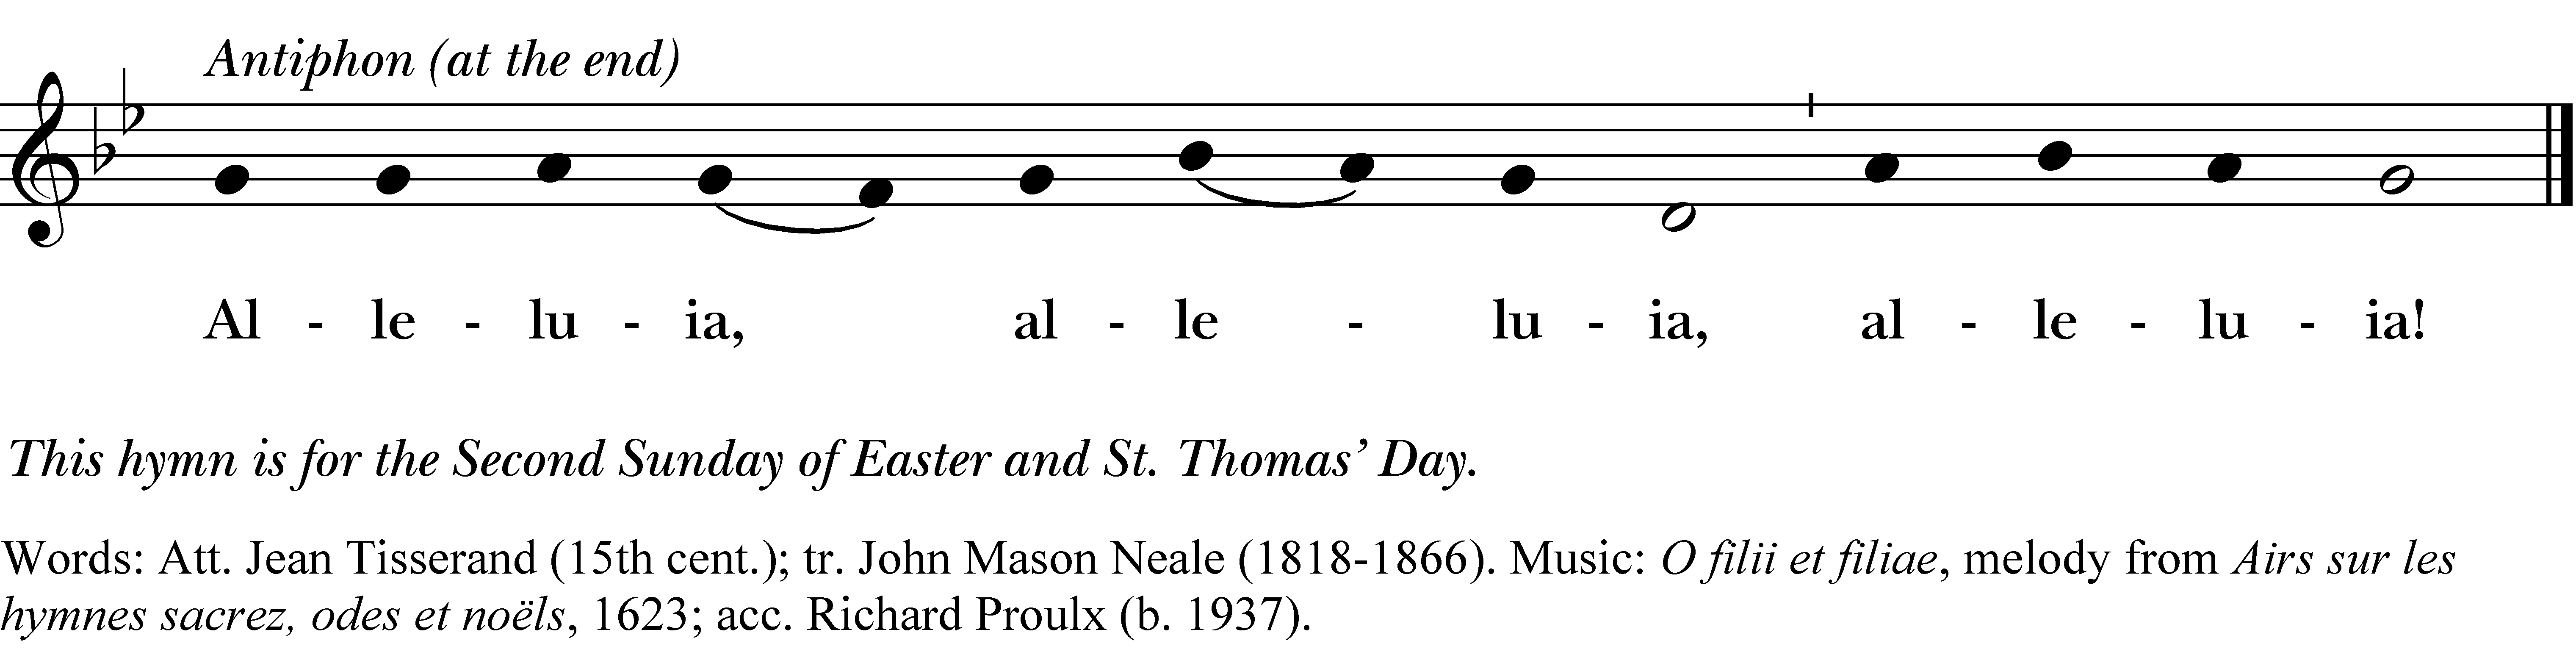 Antiphon (at the end)
Al - le - lu - ia, al - le - lu - ia, al - le - lu - ia!
This hymn is for the Second Sunday of Easter and St. Thomas’ Day.
Words: Att. Jean Tisserand (15th cent.); tr. John Mason Neale (1818-1866). Music: O filii et filiae, melody from Airs sur les
hymnes sacrez, odes et noëls, 1623; acc. Richard Proulx (b. 1937).